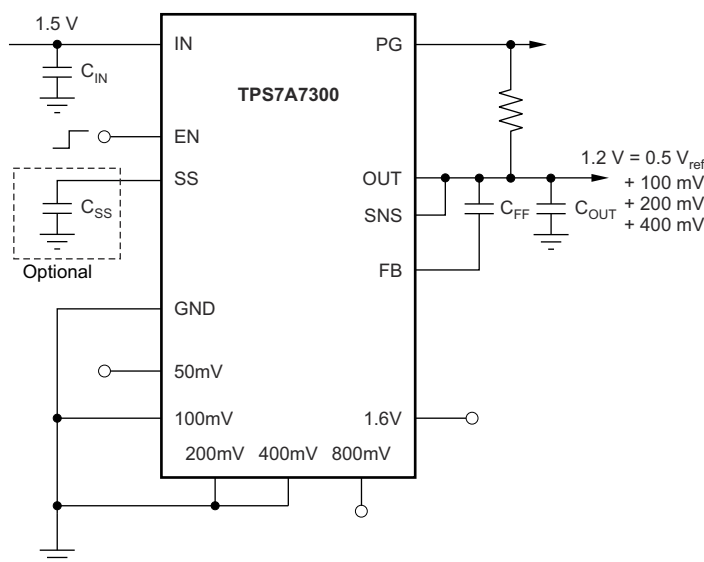 1.5 V
IN
PG
C_IN
TPS7A7300
EN
SS
OUT
1.2 V = 0.5 V_ref
+ 100 mV
+ 200 mV
+ 400 mV
C_SS
SNS
C_FF
C_OUT
Optional
FB
GND
50mV
100mV
1.6V
200mV 400mV 800mV